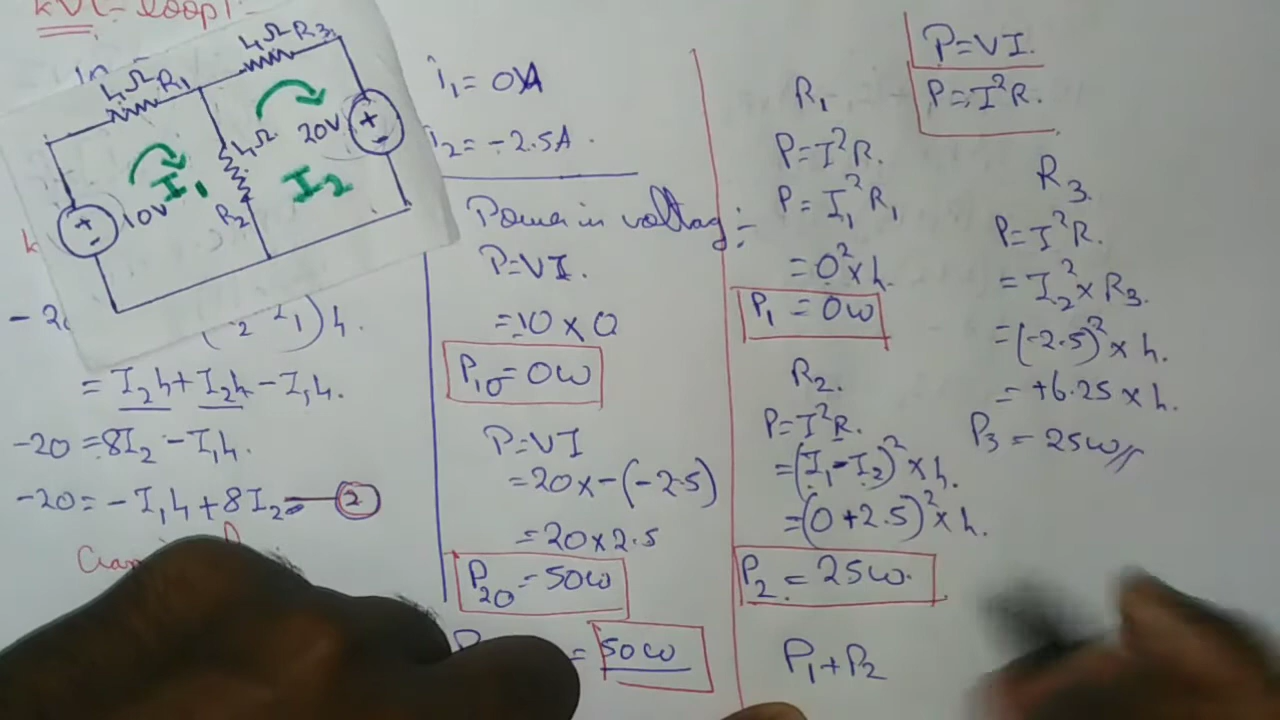 KVL - loop1 -
4Ω R1
4Ω R3
4Ω
R2
10V
20V
I1
I2
= I2 4 + I2 4 - I1 4.
-20 = 8I2 - I1 4.
-20 = - I1 4 + 8I2 2
i1 = 0A
i2 = -2.5A.
Power in voltag :-
P=VI.
= 10 x 0
P10 = 0W
P=VI
= 20 x -(-2.5)
= 20 x 2.5
P20 = 50W
= 50W
R1
P=I²R.
P = I1² R1
= 0² x 4.
P1 = 0W
R2.
P=I²R.
= (I1 - I2)² x 4.
= (0 + 2.5)² x 4.
P2 = 25W.
P1 + P2
P=VI.
P=I²R.
R3.
P=I²R.
= I2² x R3.
= (-2.5)² x 4.
= +6.25 x 4.
P3 = 25W